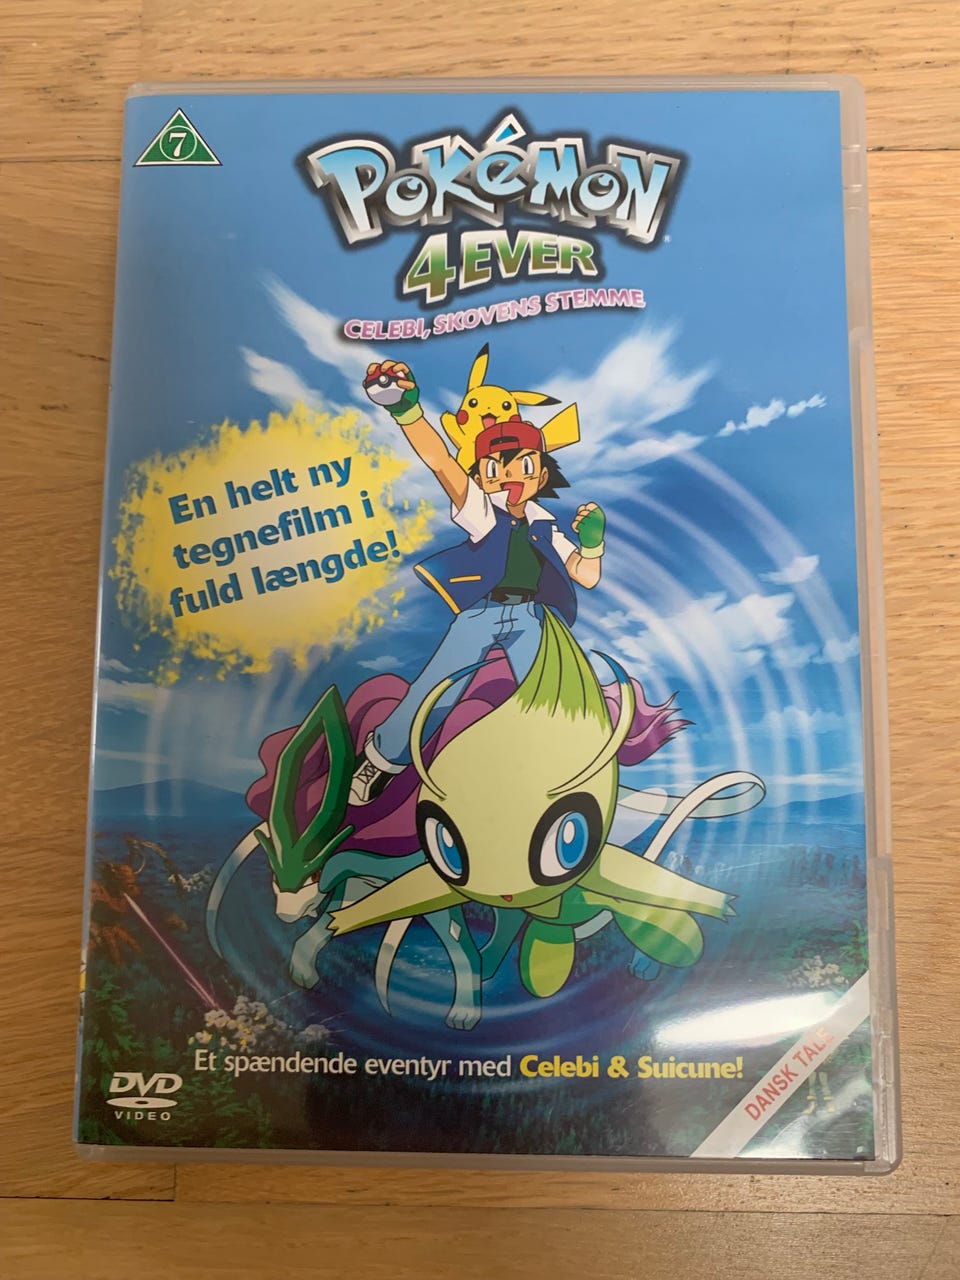 7
POKÉMON
4EVER
CELEBI, SKOVENS STEMME
En helt ny
tegnefilm i
fuld længde!
Et spændende eventyr med Celebi & Suicune!
DVD
VIDEO
DANSK TALE